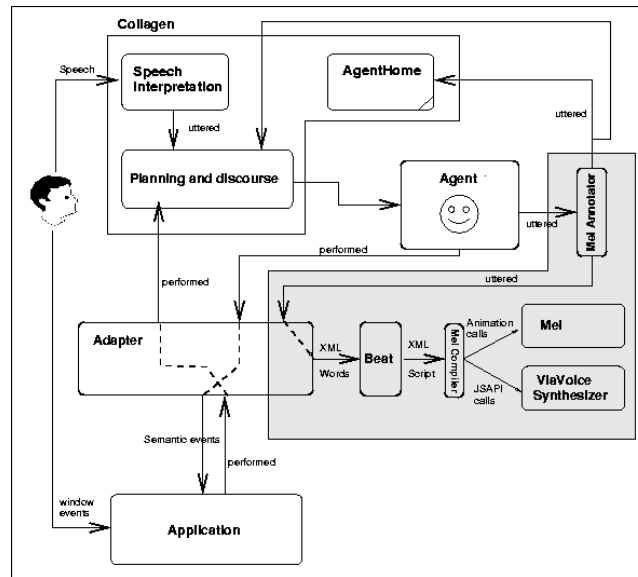 Collagen
Speech
Speech
Interpretation
AgentHome
uttered
uttered
Planning and discourse
Agent
uttered
Mel Annotator
performed
performed
uttered
Adapter
XML
Words
Beat
XML
Script
Mel Compiler
Animation
calls
Mel
JSAPI
calls
ViaVoice
Synthesizer
Semantic events
performed
window
events
Application